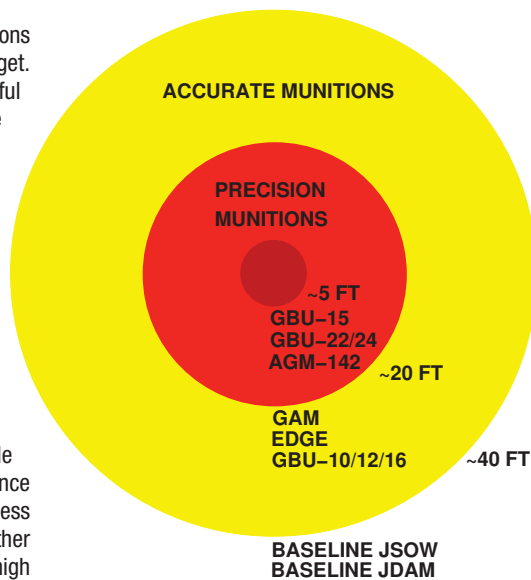 ons
get.
ful
ACCURATE MUNITIONS
PRECISION
MUNITIONS
~5 FT
GBU–15
GBU–22/24
AGM–142
~20 FT
GAM
EDGE
GBU–10/12/16
~40 FT
le
nce
ess
ther
nigh
BASELINE JSOW
BASELINE JDAM